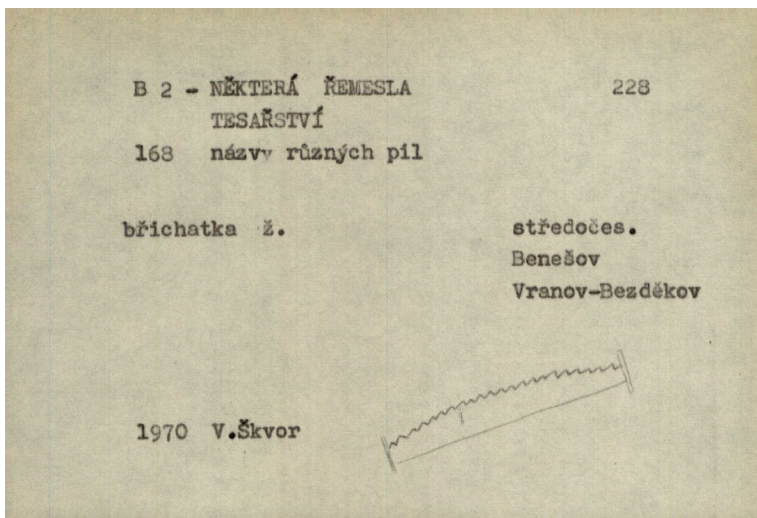 B 2 - NĚKTERÁ ŘEMESLA 228
TESAŘSTVÍ
168 názvy různých pil
břichatka ž. středočes.
Benešov
Vranov-Bezděkov
1970 V.Škvor